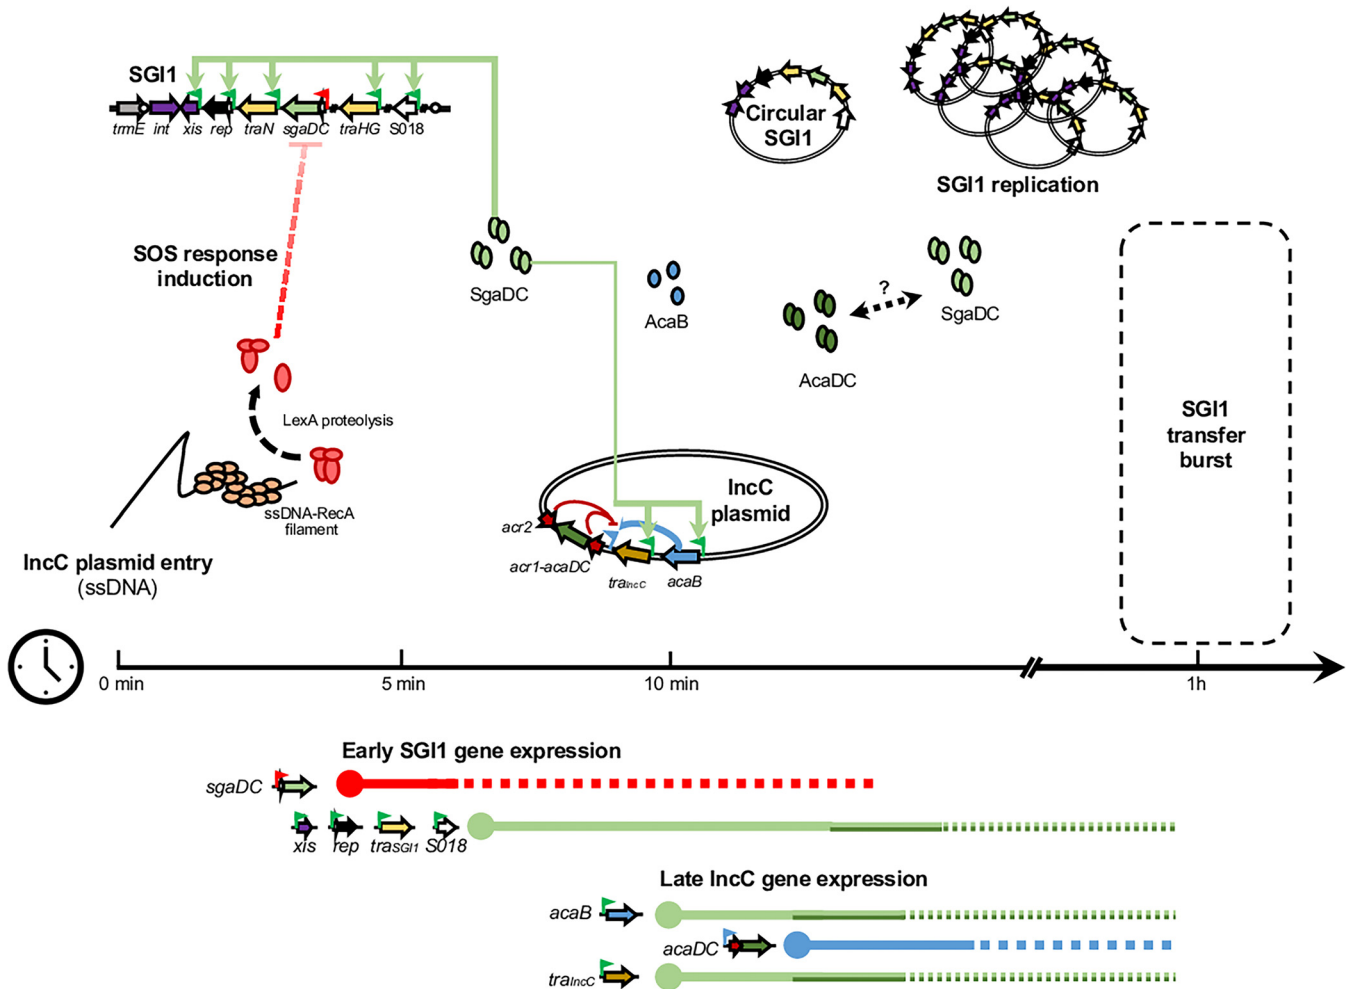 SGI1
trmE int xis rep traN sgaDC traHG S018
Circular
SGI1
SGI1 replication
SOS response
induction
SgaDC
AcaB
?
AcaDC
SgaDC
LexA proteolysis
ssDNA-RecA
filament
IncC plasmid entry
(ssDNA)
IncC
plasmid
acr2
acr1-acaDC
traIncC
acaB
SGI1
transfer
burst
0 min
5 min
10 min
1h
Early SGI1 gene expression
sgaDC
xis rep traSGI1 S018
Late IncC gene expression
acaB
acaDC
traIncC